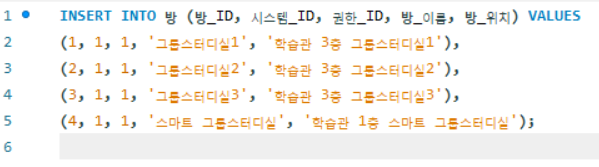 1 INSERT INTO 방 (방_ID, 시스템_ID, 권한_ID, 방_이름, 방_위치) VALUES
2 (1, 1, 1, '그룹스터디실1', '학습관 3층 그룹스터디실1'),
3 (2, 1, 1, '그룹스터디실2', '학습관 3층 그룹스터디실2'),
4 (3, 1, 1, '그룹스터디실3', '학습관 3층 그룹스터디실3'),
5 (4, 1, 1, '스마트 그룹스터디실', '학습관 1층 스마트 그룹스터디실');
6